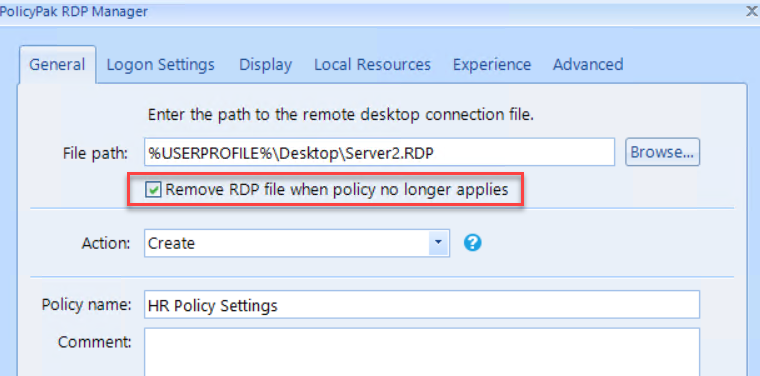 PolicyPak RDP Manager
General Logon Settings Display Local Resources Experience Advanced
Enter the path to the remote desktop connection file.
File path: %USERPROFILE%\Desktop\Server2.RDP Browse...
Remove RDP file when policy no longer applies
Action: Create ?
Policy name: HR Policy Settings
Comment: